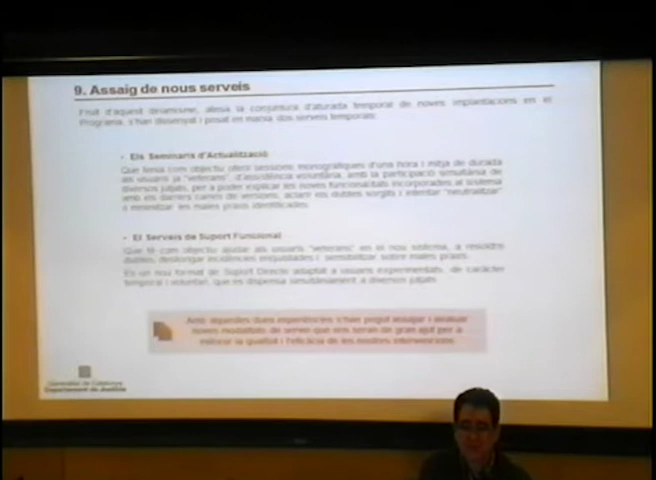 9. Assaig de nous serveis
Fruit d'aquest dinamisme, atesa la conjuntura d'aturada temporal de noves implantacions en el
Programa, s'han dissenyat i posat en marxa dos serveis temporals:
- Els Seminaris d'Actualització
Que tenia com objectiu oferir sessions monogràfiques d'una hora i mitja de durada
als usuaris ja "veterans", d'assistència voluntària, amb la participació simultània de
diversos jutjats, per a poder explicar les noves funcionalitats incorporades al sistema
amb els darrers canvis de versions, aclarir els dubtes sorgits i intentar "neutralitzar"
o minimitzar les males praxis identificades.
- El Servei de Suport Funcional
Que té com objectiu ajudar als usuaris "veterans" en el nou sistema, a resoldre
dubtes, desllorigar incidències enquistades i sensibilitzar sobre males praxis.
És un nou format de Suport Directe adaptat a usuaris experimentats, de caràcter
temporal i voluntari, que es dispensa simultàniament a diversos jutjats.
Amb aquestes dues experiències s'han pogut assajar i avaluar
noves modalitats de servei que ens seran de gran ajut per a
millorar la qualitat i l'eficàcia de les nostres intervencions.
Generalitat de Catalunya
Departament de Justícia